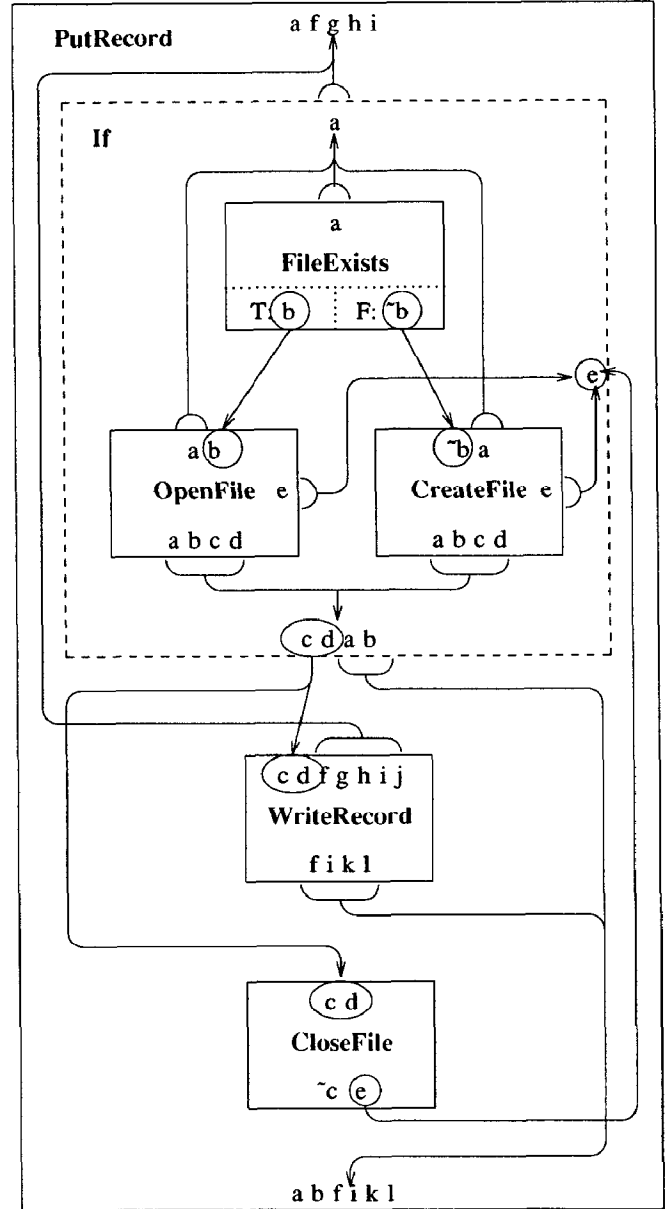 a f g h i
PutRecord
a
If
a
FileExists
T: b F: ~b
e
a b ~b a
OpenFile e CreateFile e
a b c d a b c d
c d a b
c d f g h i j
WriteRecord
f i k l
c d
CloseFile
~c e
a b f i k l